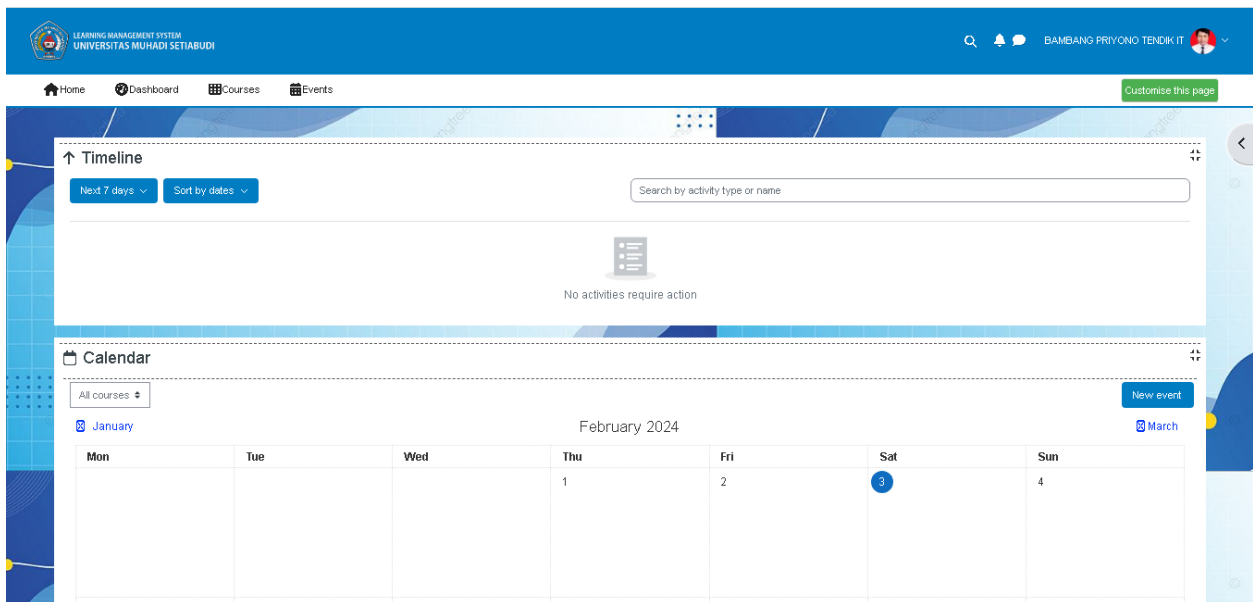 LEARNING MANAGEMENT SYSTEM
UNIVERSITAS MUHADI SETIABUDI
BAMBANG PRIYONO TENDIK IT
Home Dashboard Courses Events
Customise this page
Timeline
Next 7 days Sort by dates Search by activity type or name
No activities require action
Calendar
All courses New event
January February 2024 March
Mon Tue Wed Thu Fri Sat Sun
1 2 3 4